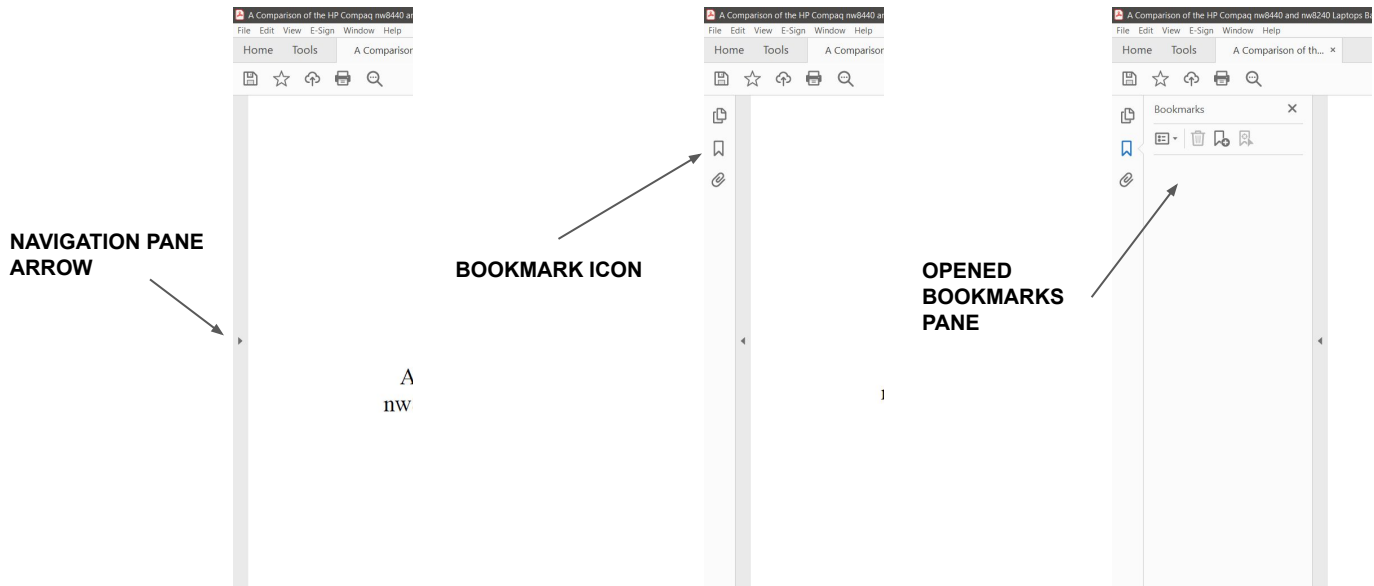 A Comparison of the HP Compaq nw8440 ar
File Edit View E-Sign Window Help
Home Tools A Comparison
NAVIGATION PANE
ARROW
A
nw
A Comparison of the HP Compaq nw8440 ar
File Edit View E-Sign Window Help
Home Tools A Comparison
BOOKMARK ICON
A Comparison of the HP Compaq nw8440 and nw8240 Laptops Ba
File Edit View E-Sign Window Help
Home Tools A Comparison of th... ×
Bookmarks
OPENED
BOOKMARKS
PANE